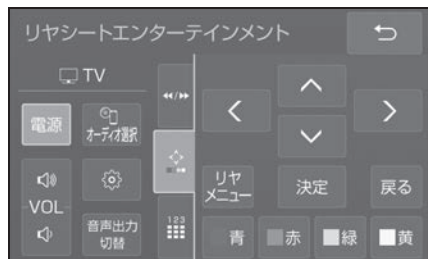 リヤシートエンターテインメント
TV
電源
オーディオ選択
VOL
音声出力
切替
123
リヤ
メニュー
決定
戻る
青
赤
緑
黄